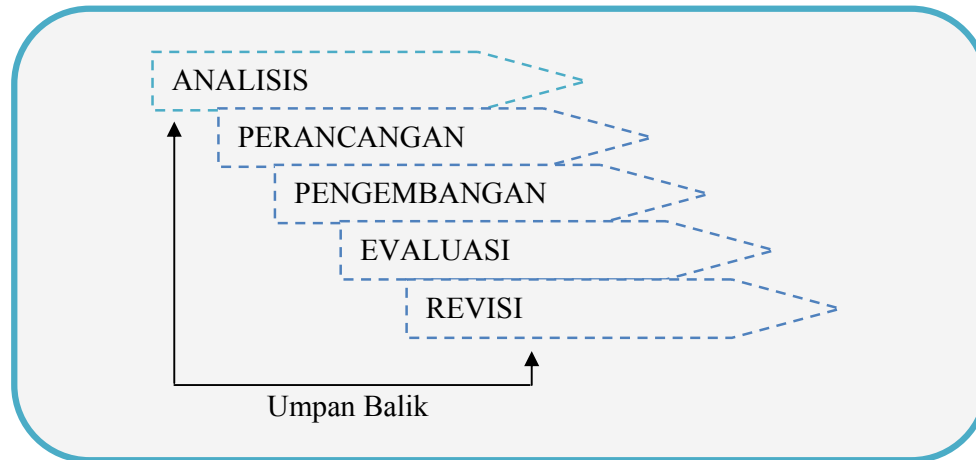 ANALISIS
PERANCANGAN
PENGEMBANGAN
EVALUASI
REVISI
Umpan Balik